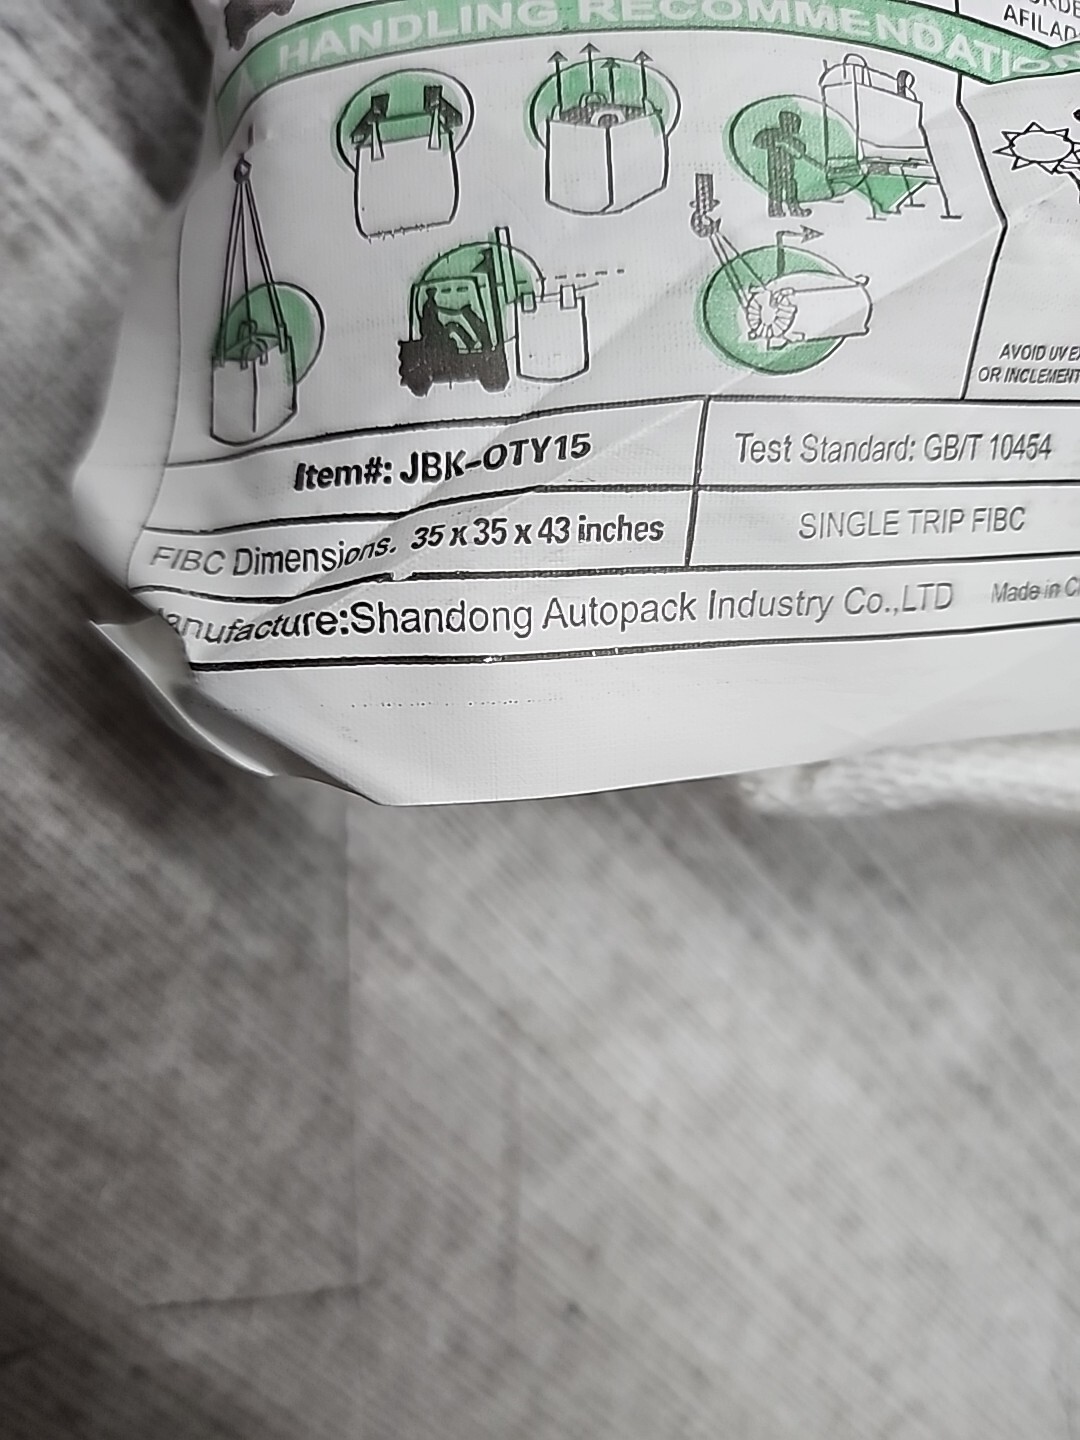 AFILAD
HANDLING RECOMMENDATION
AVOID UV E
OR INCLEMENT
Item#: JBK-OTY15
Test Standard: GB/T 10454
FIBC Dimensions. 35 x 35 x 43 inches
SINGLE TRIP FIBC
anufacture:Shandong Autopack Industry Co.,LTD
Made in C